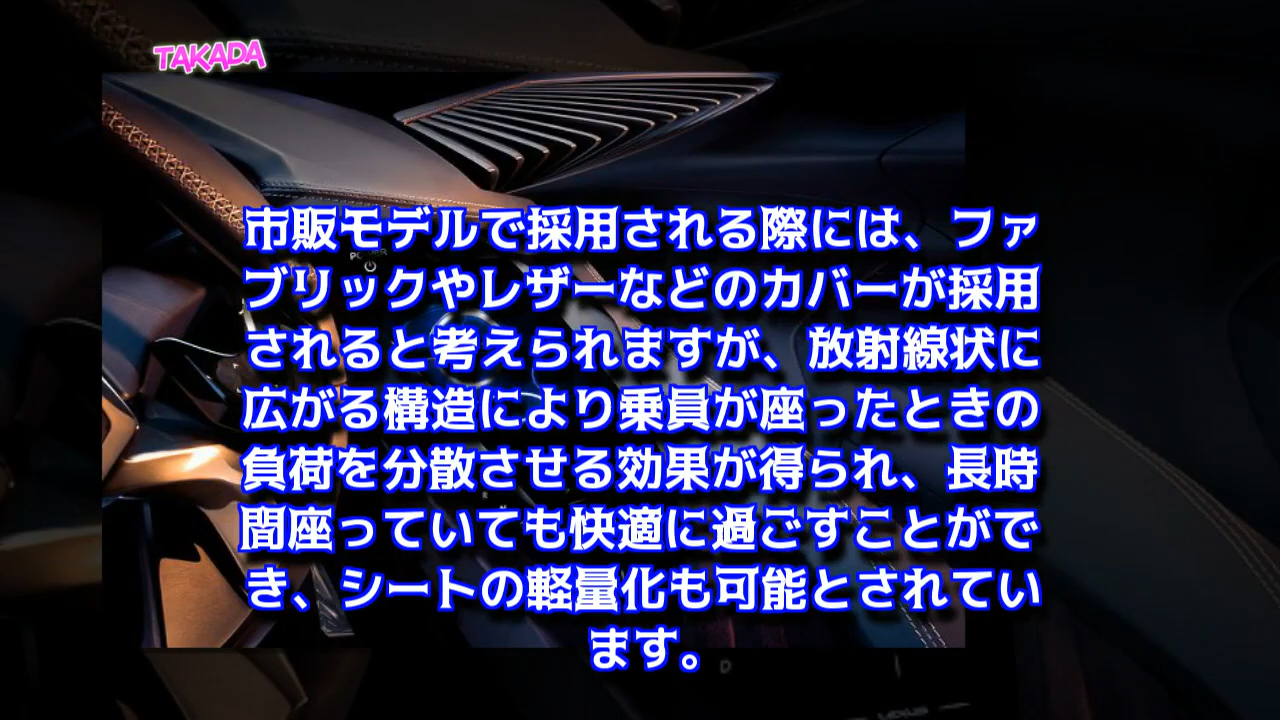 TAKADA
市販モデルで採用される際には、ファ
POWER
ブリックやレザーなどのカバーが採用
されると考えられますが、放射線状に
広がる構造により乗員が座ったときの
負荷を分散させる効果が得られ、長時
R
間座っていても快適に過ごすことがで
き、シートの軽量化も可能とされてい
ます。
D
LEXUS